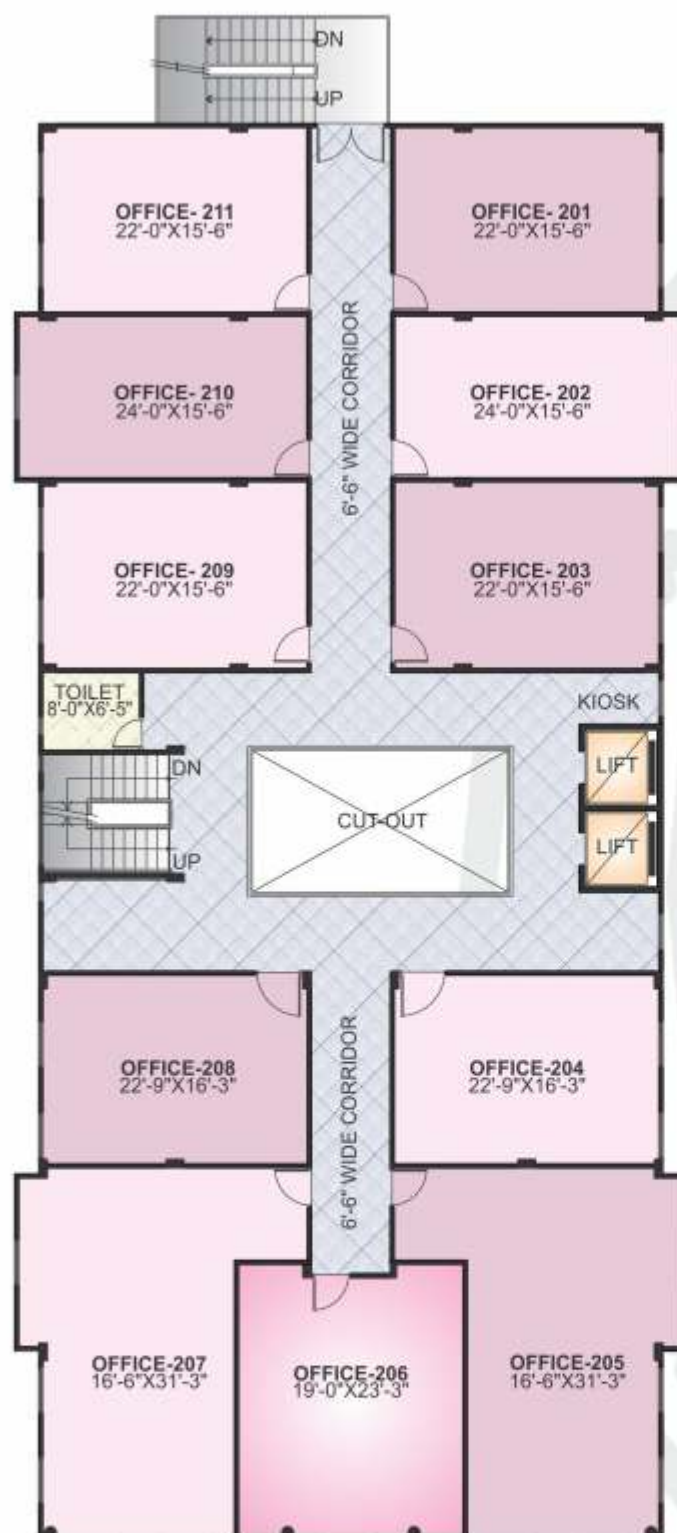 DN
UP
OFFICE- 211
22'-0"X15'-6"
OFFICE- 201
22'-0"X15'-6"
6'-6" WIDE CORRIDOR
OFFICE- 210
24'-0"X15'-6"
OFFICE- 202
24'-0"X15'-6"
OFFICE- 209
22'-0"X15'-6"
OFFICE- 203
22'-0"X15'-6"
TOILET
8'-0"X6'-5"
KIOSK
DN
LIFT
CUT-OUT
LIFT
UP
OFFICE-208
22'-9"X16'-3"
OFFICE-204
22'-9"X16'-3"
6'-6" WIDE CORRIDOR
OFFICE-207
16'-6"X31'-3"
OFFICE-206
19'-0"X23'-3"
OFFICE-205
16'-6"X31'-3"